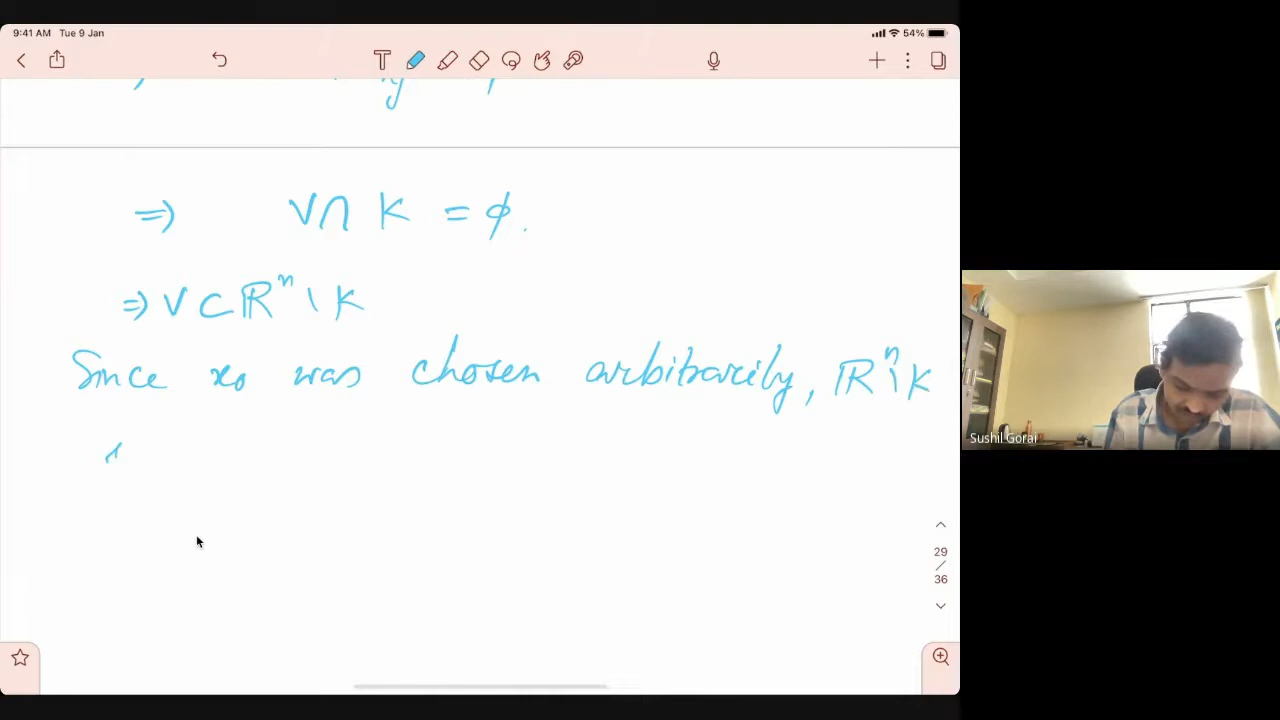 9:41 AM Tue 9 Jan
54%
⇒ V∩ K = ϕ.
⇒ V ⊂ ℝⁿ \ K
Since x₀ was chosen arbitrarily, ℝⁿ \ K
29
/
36
Sushil Gorai